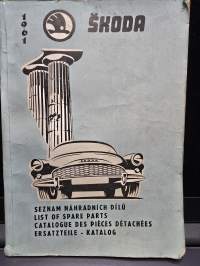 1961
ŠKODA
SEZNAM NÁHRADNÍCH DÍLŮ
LIST OF SPARE PARTS
CATALOGUE DES PIÈCES DÉTACHÉES
ERSATZTEILE - KATALOG